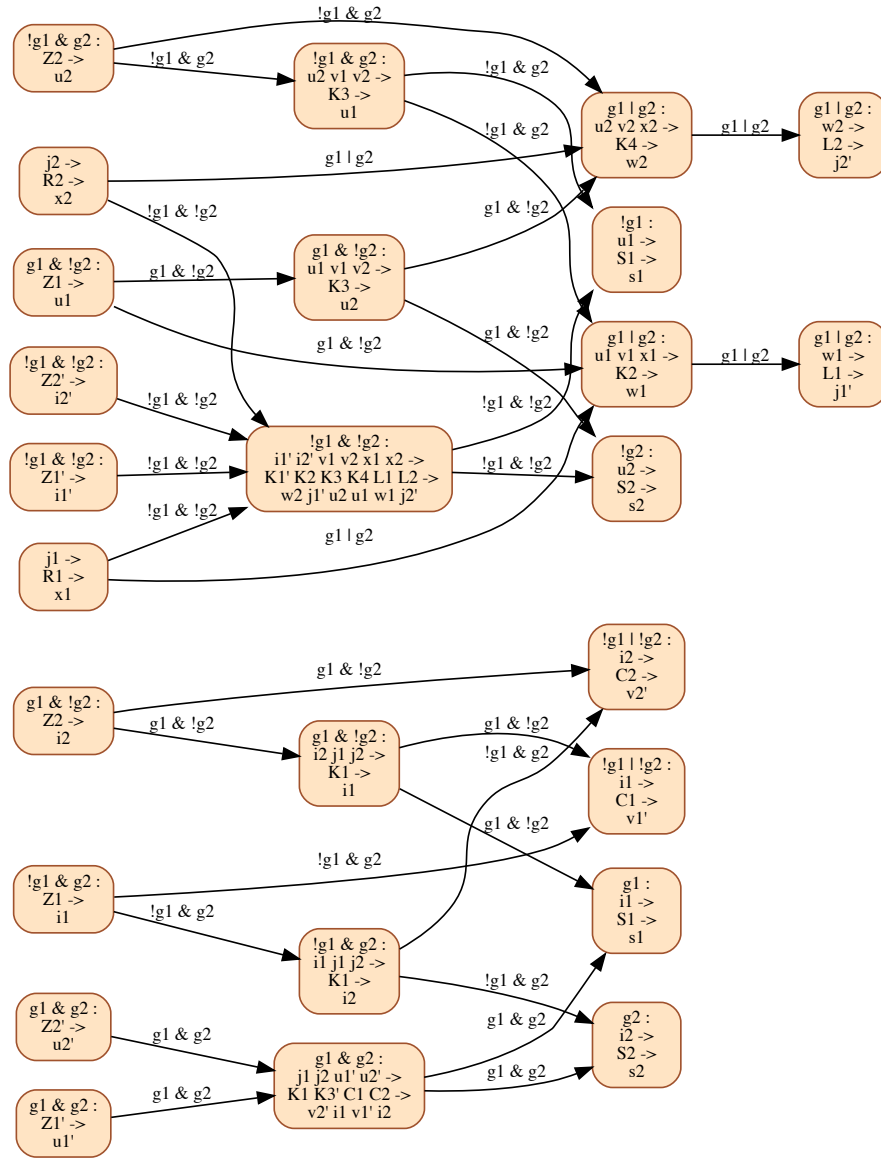 !g1 & g2 :
Z2 ->
u2
!g1 & g2
!g1 & g2
!g1 & g2 :
u2 v1 v2 ->
K3 ->
u1
!g1 & g2
!g1 & g2
g1 | g2 :
u2 v2 x2 ->
K4 ->
w2
g1 | g2
g1 | g2 :
w2 ->
L2 ->
j2'
j2 ->
R2 ->
x2
g1 | g2
!g1 & !g2
!g1 :
u1 ->
S1 ->
s1
g1 & !g2 :
Z1 ->
u1
g1 & !g2
g1 & !g2
g1 & !g2 :
u1 v1 v2 ->
K3 ->
u2
g1 & !g2
g1 & !g2
g1 | g2 :
u1 v1 x1 ->
K2 ->
w1
g1 | g2
g1 | g2 :
w1 ->
L1 ->
j1'
!g1 & !g2 :
Z2' ->
i2'
!g1 & !g2
!g1 & !g2 :
Z1' ->
i1'
!g1 & !g2
!g1 & !g2 :
i1' i2' v1 v2 x1 x2 ->
K1' K2 K3 K4 L1 L2 ->
w2 j1' u2 u1 w1 j2'
!g1 & !g2
!g1 & !g2
!g2 :
u2 ->
S2 ->
s2
j1 ->
R1 ->
x1
!g1 & !g2
g1 | g2
!g1 | !g2 :
i2 ->
C2 ->
v2'
g1 & !g2 :
Z2 ->
i2
g1 & !g2
g1 & !g2
g1 & !g2 :
i2 j1 j2 ->
K1 ->
i1
g1 & !g2
!g1 & g2
g1 & !g2
!g1 | !g2 :
i1 ->
C1 ->
v1'
!g1 & g2 :
Z1 ->
i1
!g1 & g2
!g1 & g2
!g1 & g2 :
i1 j1 j2 ->
K1 ->
i2
!g1 & g2
g1 & g2
g1 :
i1 ->
S1 ->
s1
g1 & g2 :
Z2' ->
u2'
g1 & g2
g1 & g2 :
Z1' ->
u1'
g1 & g2
g1 & g2 :
j1 j2 u1' u2' ->
K1 K3' C1 C2 ->
v2' i1 v1' i2
g1 & g2
g2 :
i2 ->
S2 ->
s2